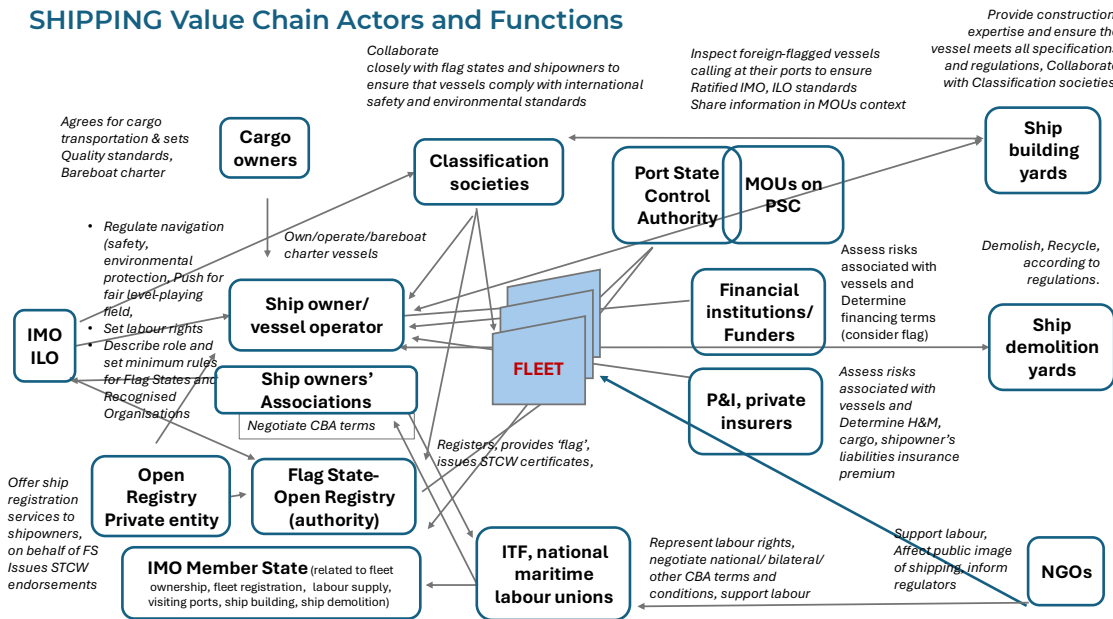 SHIPPING Value Chain Actors and Functions
Provide construction
expertise and ensure the
vessel meets all specifications
and regulations, Collaborate
with Classification societies
Collaborate
closely with flag states and shipowners to
ensure that vessels comply with international
safety and environmental standards
Inspect foreign-flagged vessels
calling at their ports to ensure
Ratified IMO, ILO standards
Share information in MOUs context
Agrees for cargo
transportation & sets
Quality standards,
Bareboat charter
Cargo
owners
Classification
societies
Port State
Control
Authority
MOUs on
PSC
Ship
building
yards
• Regulate navigation
(safety,
environmental
protection, Push for
fair level-playing
field,
• Set labour rights
• Describe role and
set minimum rules
for Flag States and
Recognised
Organisations
Own/operate/bareboat
charter vessels
Assess risks
associated with
vessels and
Determine
financing terms
(consider flag)
Demolish, Recycle,
according to
regulations.
IMO
ILO
Ship owner/
vessel operator
FLEET
Financial
institutions/
Funders
Ship
demolition
yards
Ship owners’
Associations
Negotiate CBA terms
P&I, private
insurers
Assess risks
associated with
vessels and
Determine H&M,
cargo, shipowner’s
liabilities insurance
premium
Registers, provides ‘flag’,
issues STCW certificates,
Offer ship
registration
services to
shipowners,
on behalf of FS
Issues STCW
endorsements
Open
Registry
Private entity
Flag State-
Open Registry
(authority)
IMO Member State (related to fleet
ownership, fleet registration, labour supply,
visiting ports, ship building, ship demolition)
ITF, national
maritime
labour unions
Represent labour rights,
negotiate national/ bilateral/
other CBA terms and
conditions, support labour
Support labour,
Affect public image
of shipping, inform
regulators
NGOs